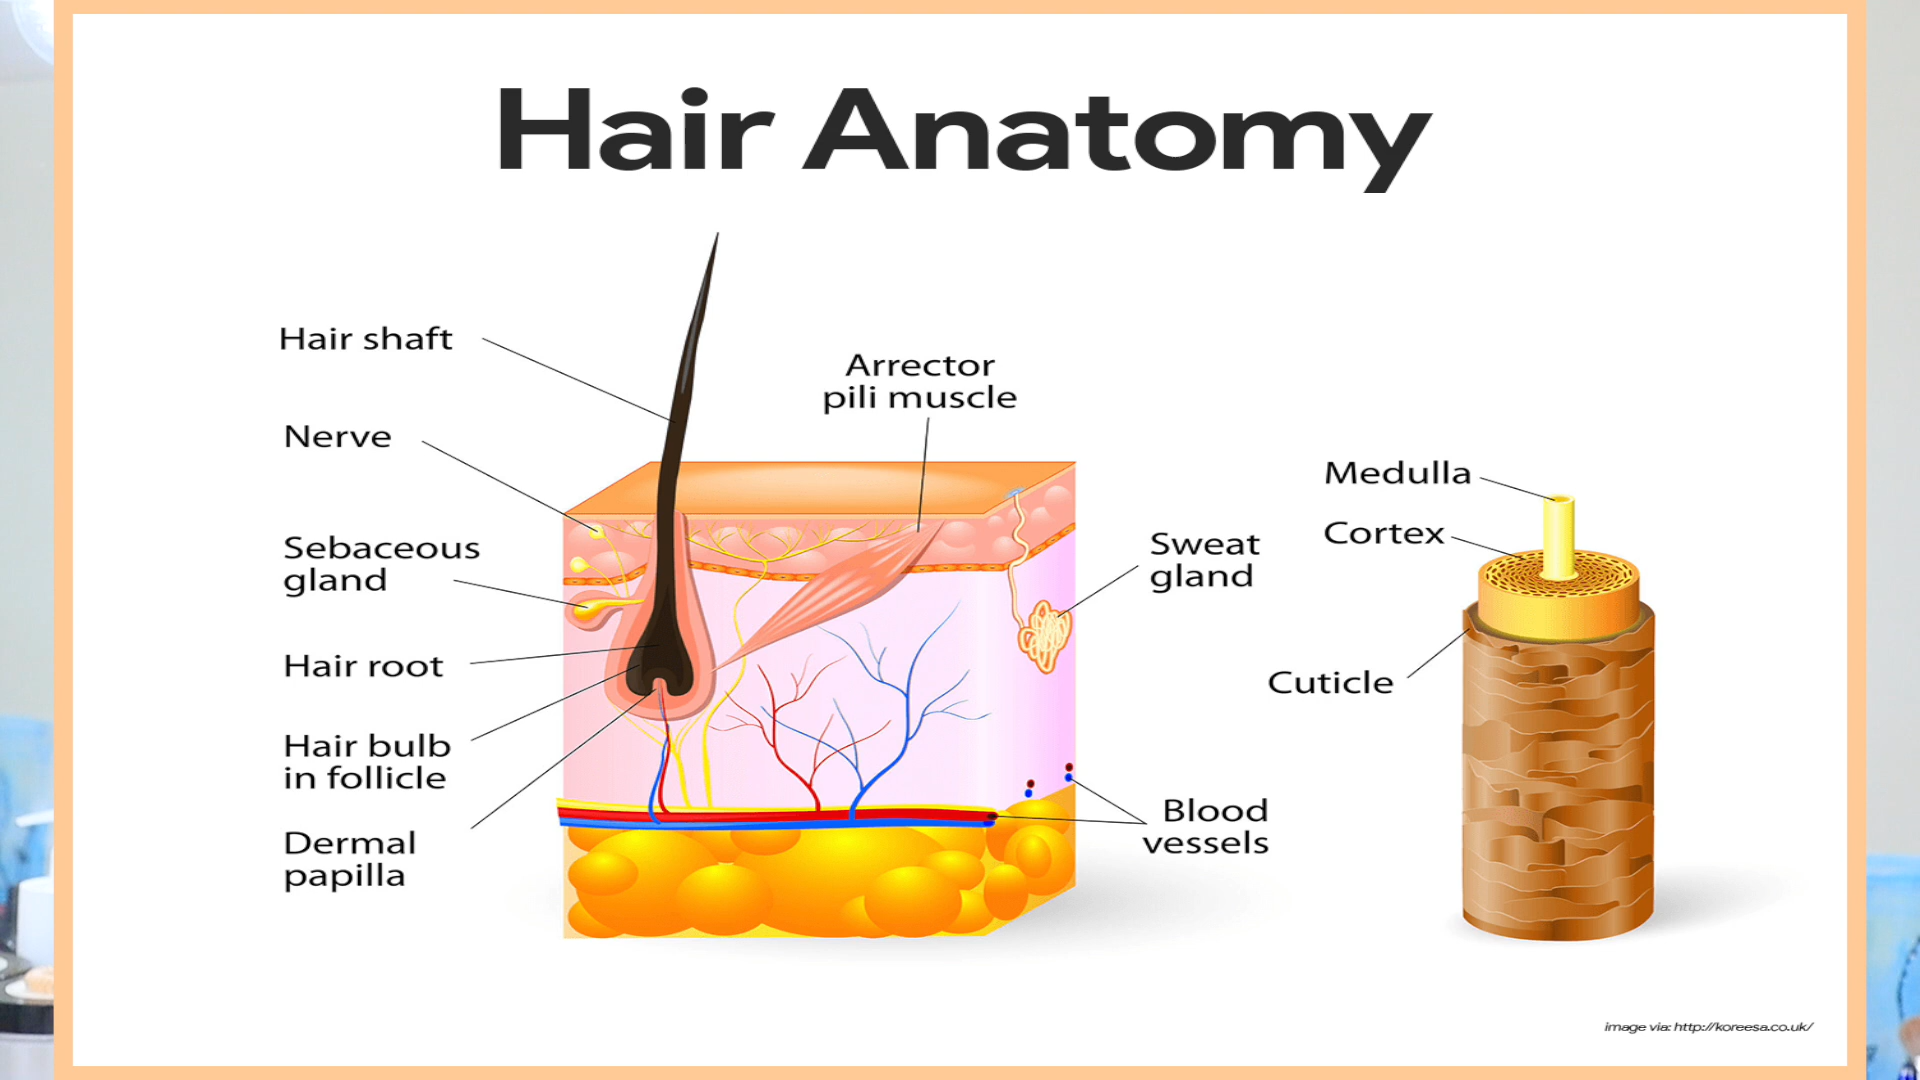 Hair Anatomy
Hair shaft
Nerve
Sebaceous
gland
Hair root
Hair bulb
in follicle
Dermal
papilla
Arrector
pili muscle
Sweat
gland
Blood
vessels
Medulla
Cortex
Cuticle
image via: http://koreesa.co.uk/